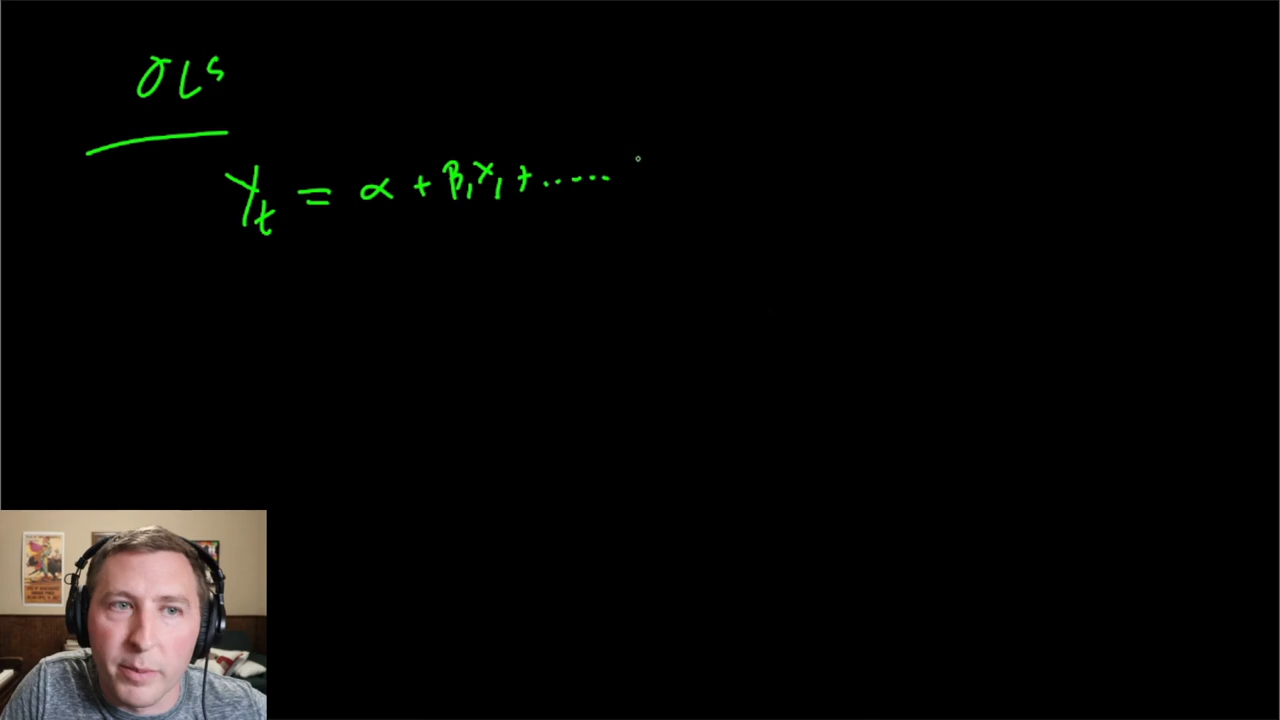 OLS
Yₜ = α + β₁X₁ + ......